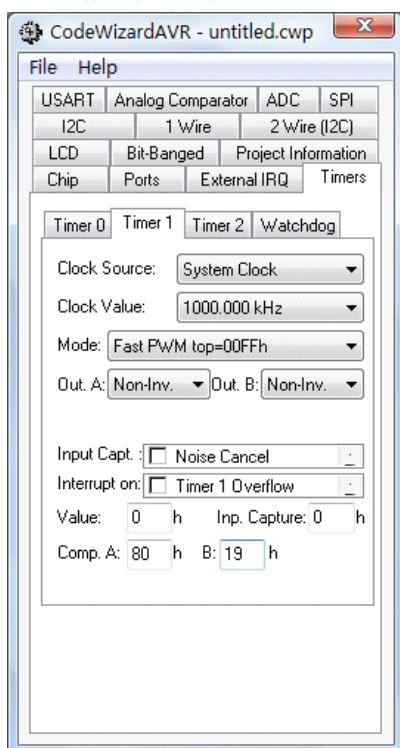 CodeWizardAVR - untitled.cwp
File Help
USART Analog Comparator ADC SPI
I2C 1 Wire 2 Wire (I2C)
LCD Bit-Banged Project Information
Chip Ports External IRQ Timers
Timer 0 Timer 1 Timer 2 Watchdog
Clock Source: System Clock
Clock Value: 1000.000 kHz
Mode: Fast PWM top=00FFh
Out. A: Non-Inv. Out. B: Non-Inv.
Input Capt. : Noise Cancel
Interrupt on: Timer 1 Overflow
Value: 0 h Inp. Capture: 0 h
Comp. A: 80 h B: 19 h